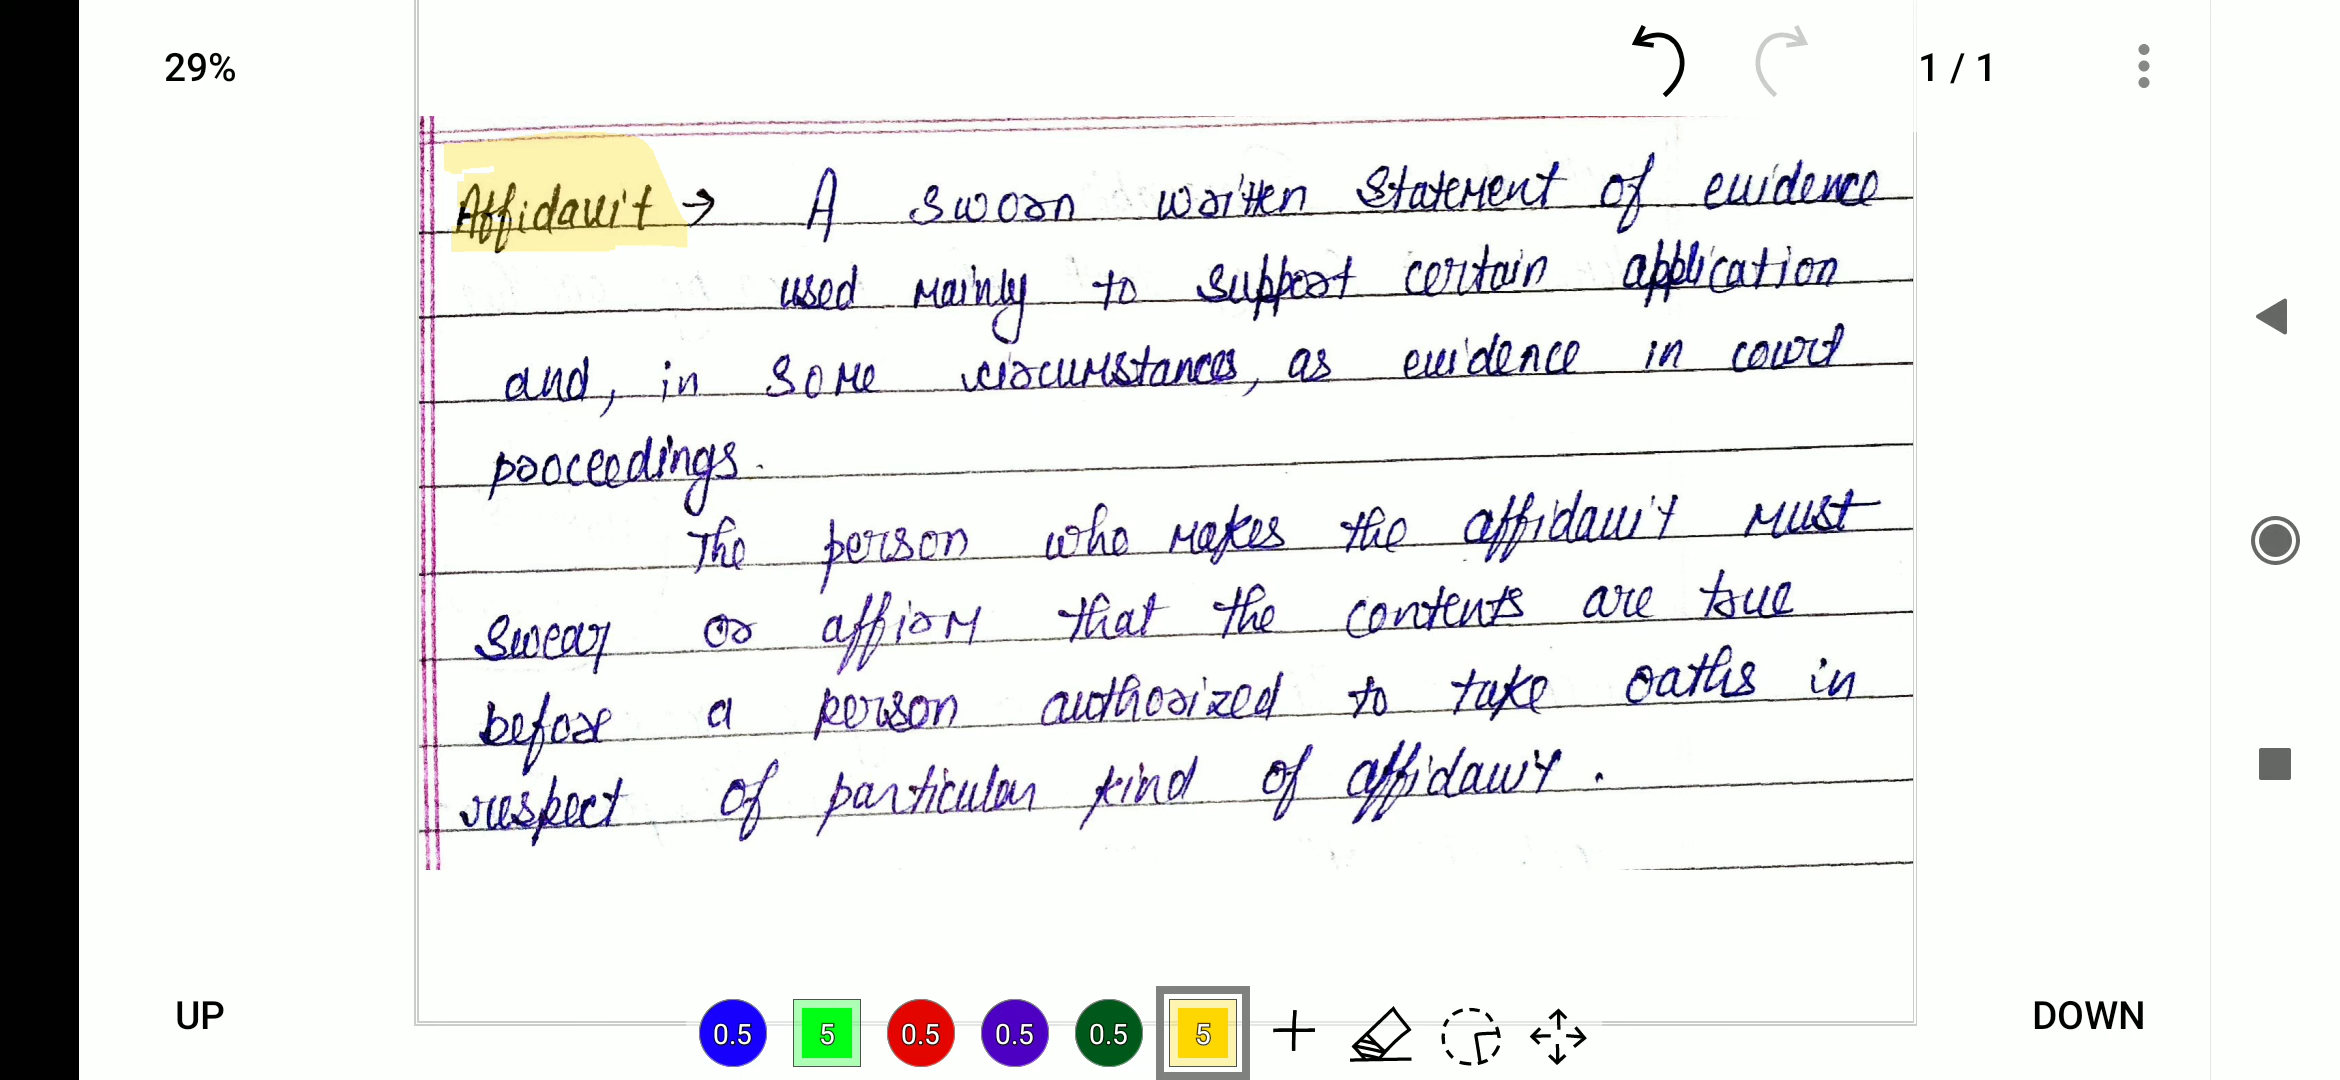 29%
1 / 1
Affidavit → A sworn written statement of evidence
used mainly to support certain application
and, in some circumstances, as evidence in court
proceedings.
The person who makes the affidavit must
swear or affirm that the contents are true
before a person authorized to take oaths in
respect of particular kind of affidavit.
UP
DOWN
0.5 5 0.5 0.5 0.5 5